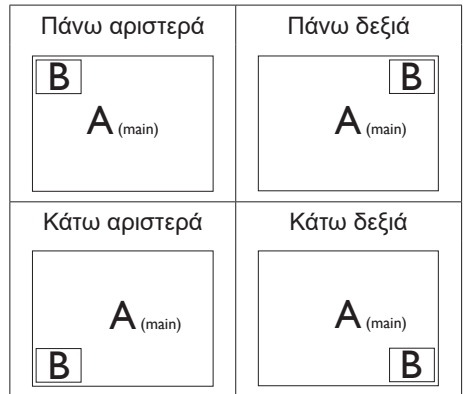 Πάνω αριστερά
B
A (main)
Πάνω δεξιά
B
A (main)
Κάτω αριστερά
A (main)
B
Κάτω δεξιά
A (main)
B